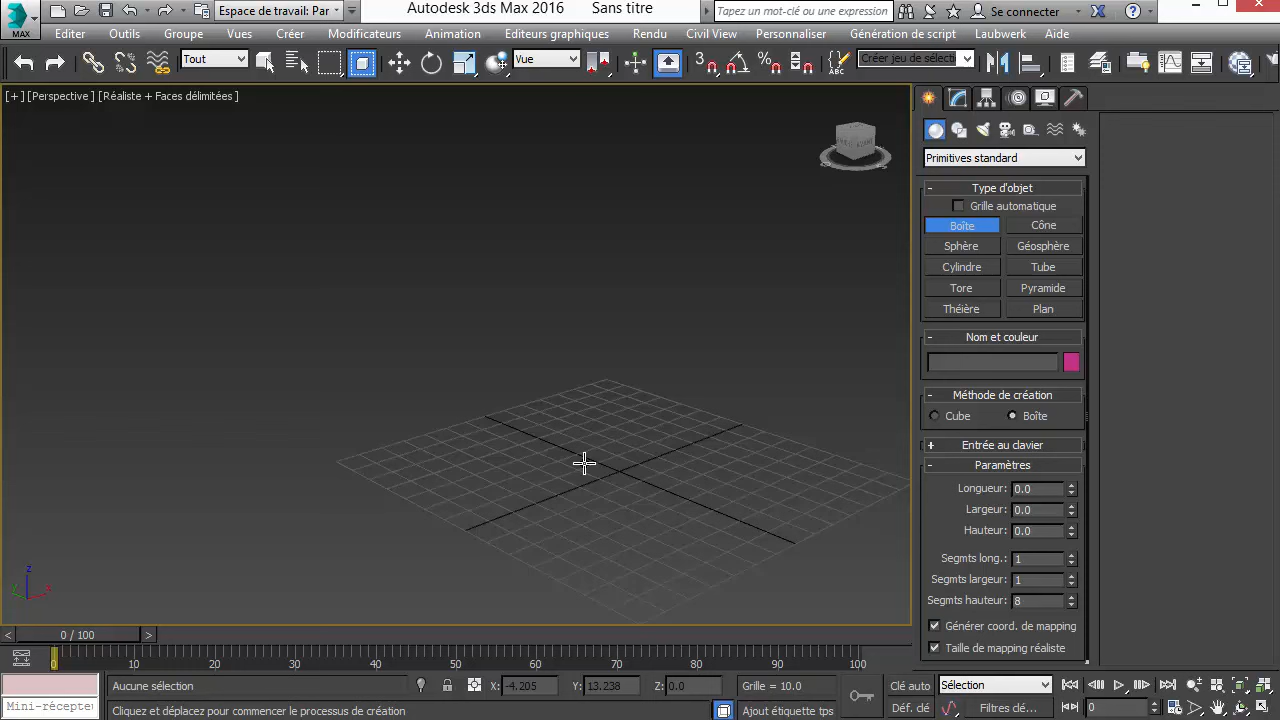 MAX
Espace de travail: Par
Autodesk 3ds Max 2016 Sans titre
Tapez un mot-clé ou une expression
Se connecter
Editer Outils Groupe Vues Créer Modificateurs Animation Editeurs graphiques Rendu Civil View Personnaliser Génération de script Laubwerk Aide
Tout
Vue
3
ABC
Créer jeu de sélecti
[+] [Perspective] [Réaliste + Faces délimitées]
Primitives standard
- Type d'objet
Grille automatique
Boîte Cône
Sphère Géosphère
Cylindre Tube
Tore Pyramide
Théière Plan
- Nom et couleur
- Méthode de création
Cube Boîte
+ Entrée au clavier
- Paramètres
Longueur: 0.0
Largeur: 0.0
Hauteur: 0.0
Segmts long.: 1
Segmts largeur: 1
Segmts hauteur: 8
Générer coord. de mapping
Taille de mapping réaliste
z
x
y
< 0 / 100 >
0 10 20 30 40 50 60 70 80 90 100
Aucune sélection X: -4.205 Y: 13.238 Z: 0.0 Grille = 10.0 Clé auto Sélection
Mini-récepte Cliquez et déplacez pour commencer le processus de création Ajout étiquette tps Déf. clé Filtres clé... 0